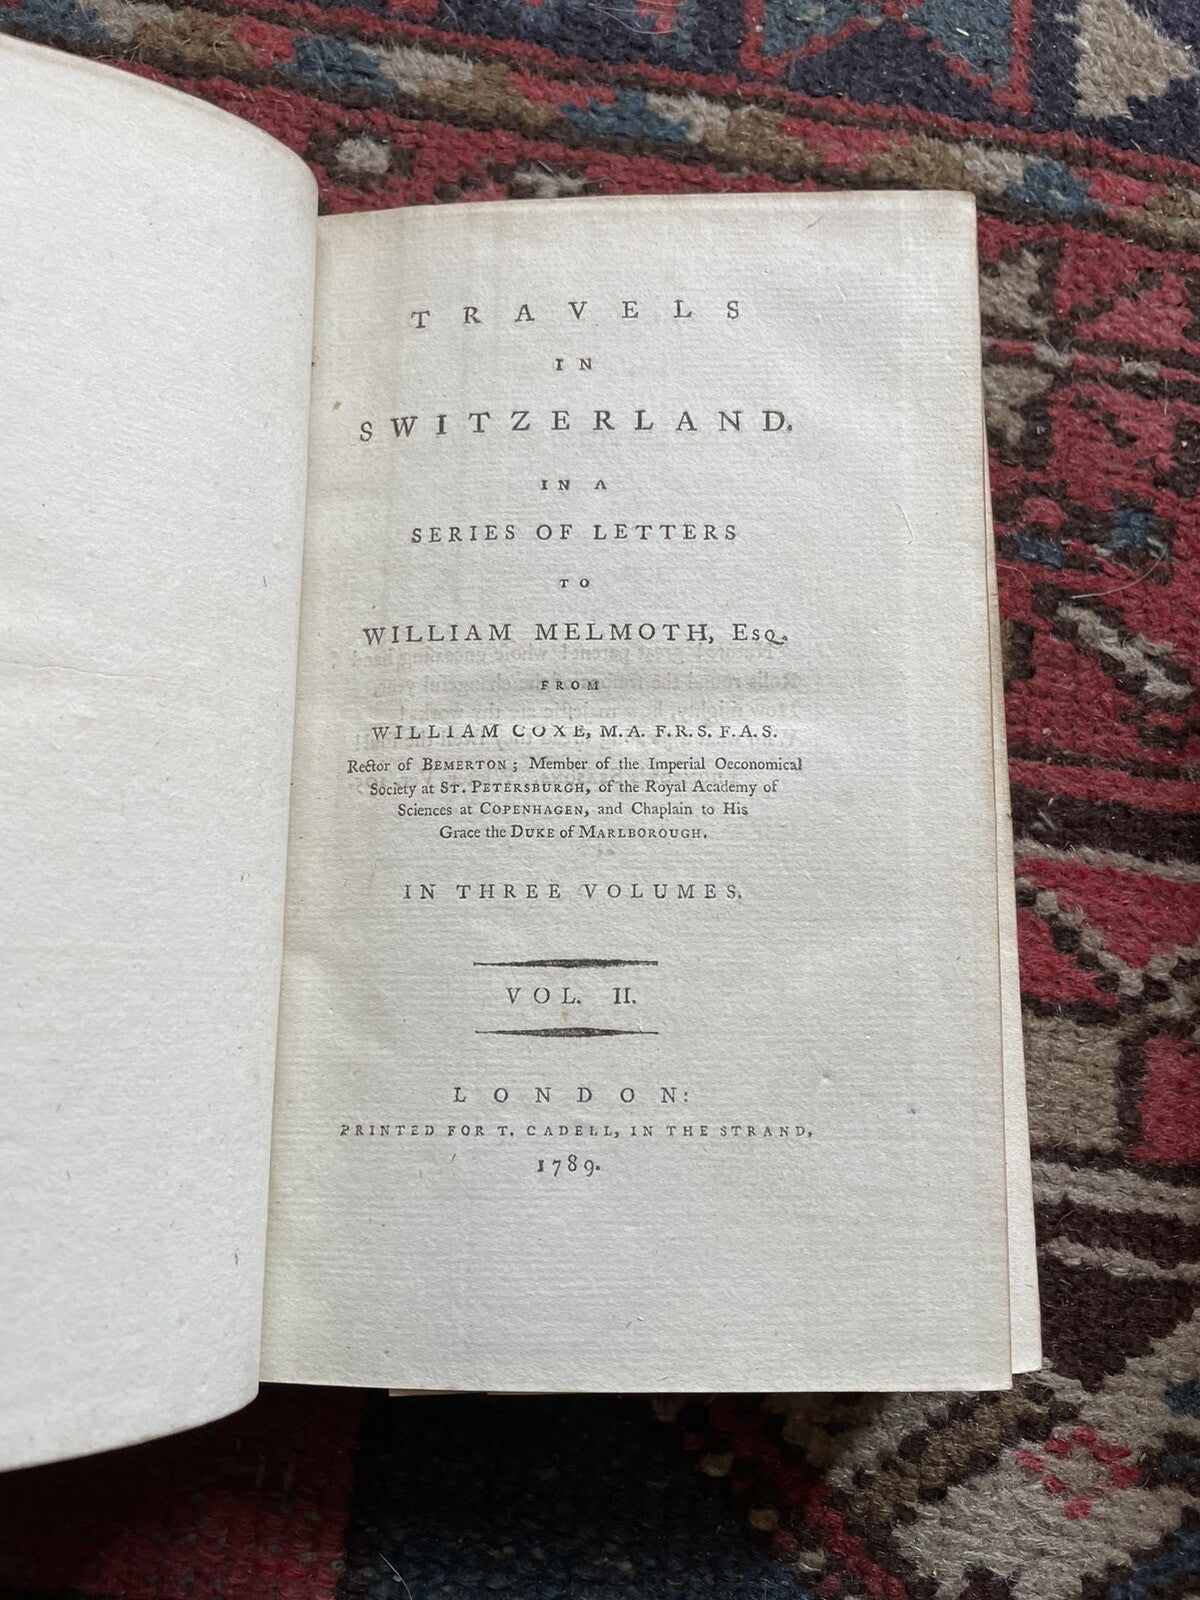 TRAVELS
IN
SWITZERLAND.
IN A
SERIES OF LETTERS
TO
WILLIAM MELMOTH, Esq.
FROM
WILLIAM COXE, M.A. F.R.S. F.A.S.
Rector of BEMERTON; Member of the Imperial Oeconomical
Society at ST. PETERSBURGH, of the Royal Academy of
Sciences at COPENHAGEN, and Chaplain to His
Grace the DUKE of MARLBOROUGH.
IN THREE VOLUMES.
VOL. II.
LONDON:
PRINTED FOR T. CADELL, IN THE STRAND,
1789.